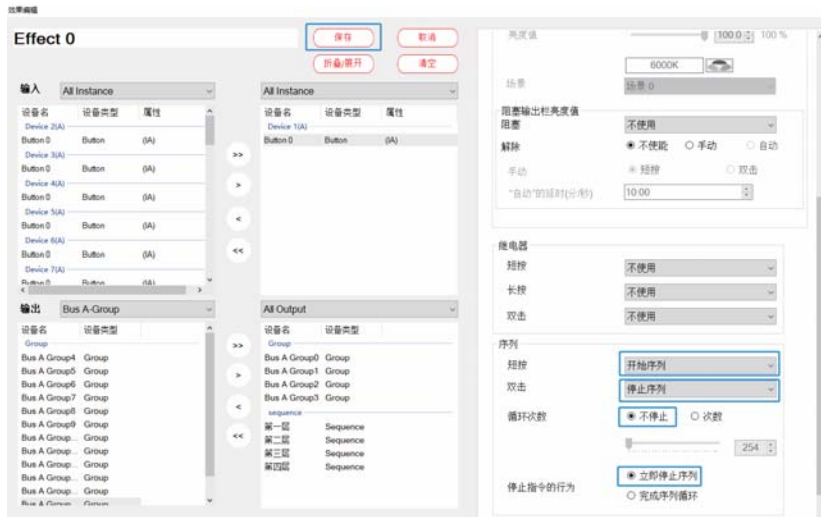 效果编辑
Effect 0
保存
取消
折叠/展开
清空
输入 All Instance
设备名 设备类型 属性
Device 2(A)
Button 0 Button (IA)
Device 3(A)
Button 0 Button (IA)
Device 4(A)
Button 0 Button (IA)
Device 5(A)
Button 0 Button (IA)
Device 6(A)
Button 0 Button (IA)
Device 7(A)
Button 0 Button (IA)
>>
>
<
<<
All Instance
设备名 设备类型 属性
Device 1(A)
Button 0 Button (IA)
输出 Bus A-Group
设备名 设备类型
Group
Bus A Group4 Group
Bus A Group5 Group
Bus A Group6 Group
Bus A Group7 Group
Bus A Group8 Group
Bus A Group9 Group
Bus A Group... Group
Bus A Group... Group
Bus A Group... Group
Bus A Group... Group
Bus A Group... Group
Bus A Group... Group
>>
>
<
<<
All Output
设备名 设备类型
Group
Bus A Group0 Group
Bus A Group1 Group
Bus A Group2 Group
Bus A Group3 Group
sequence
第一层 Sequence
第二层 Sequence
第三层 Sequence
第四层 Sequence
亮度值 100.0 100 %
6000K
场景 场景 0
阻塞输出栏亮度值
阻塞 不使用
解除 不使能 手动 自动
手动 短按 双击
"自动"的延时(分/秒) 10:00
继电器
短按 不使用
长按 不使用
双击 不使用
序列
短按 开始序列
双击 停止序列
循环次数 不停止 次数
254
停止指令的行为 立即停止序列
完成序列循环